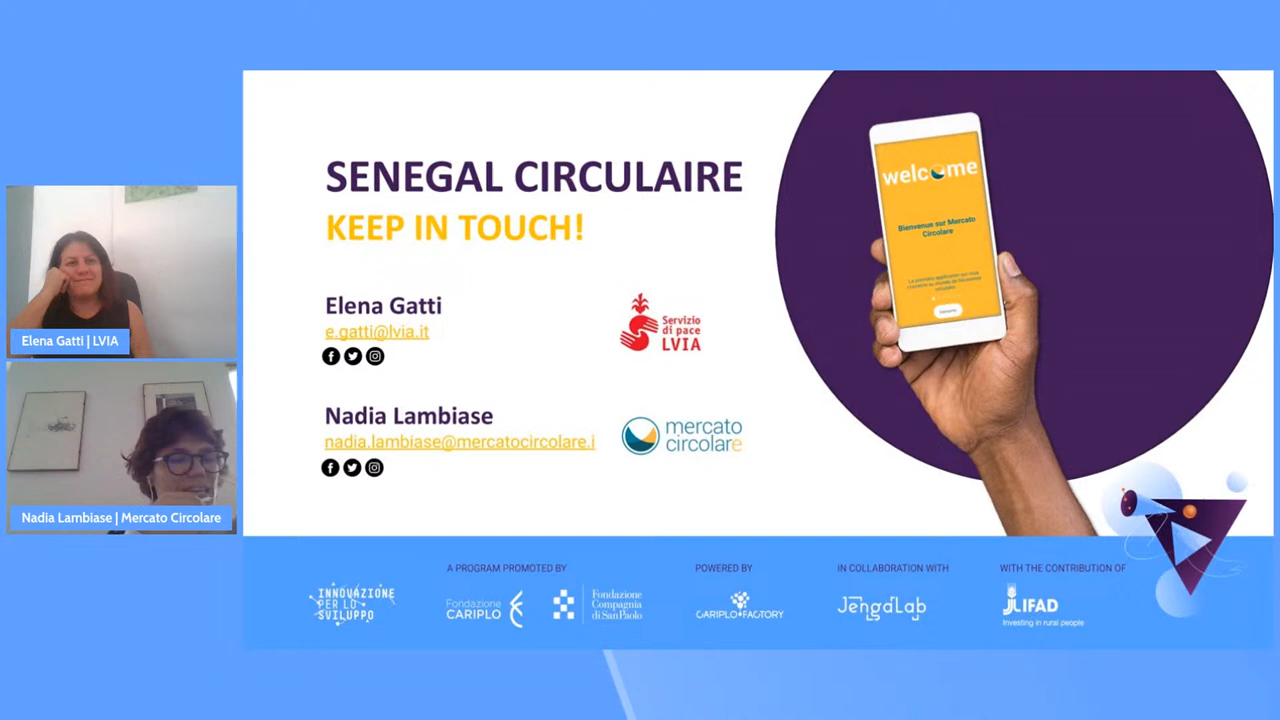 SENEGAL CIRCULAIRE
KEEP IN TOUCH!
Elena Gatti
e.gatti@lvia.it
Servizio
di pace
LVIA
Nadia Lambiase
nadia.lambiase@mercatocircolare.i
mercato
circolare
welcome
Bienvenue sur Mercato
Circolare
Elena Gatti | LVIA
Nadia Lambiase | Mercato Circolare
INNOVAZIONE
PER LO
SVILUPPO
A PROGRAM PROMOTED BY
Fondazione
CARIPLO
Fondazione
Compagnia
di San Paolo
POWERED BY
CARIPLO FACTORY
IN COLLABORATION WITH
JengaLab
WITH THE CONTRIBUTION OF
IFAD
Investing in rural people